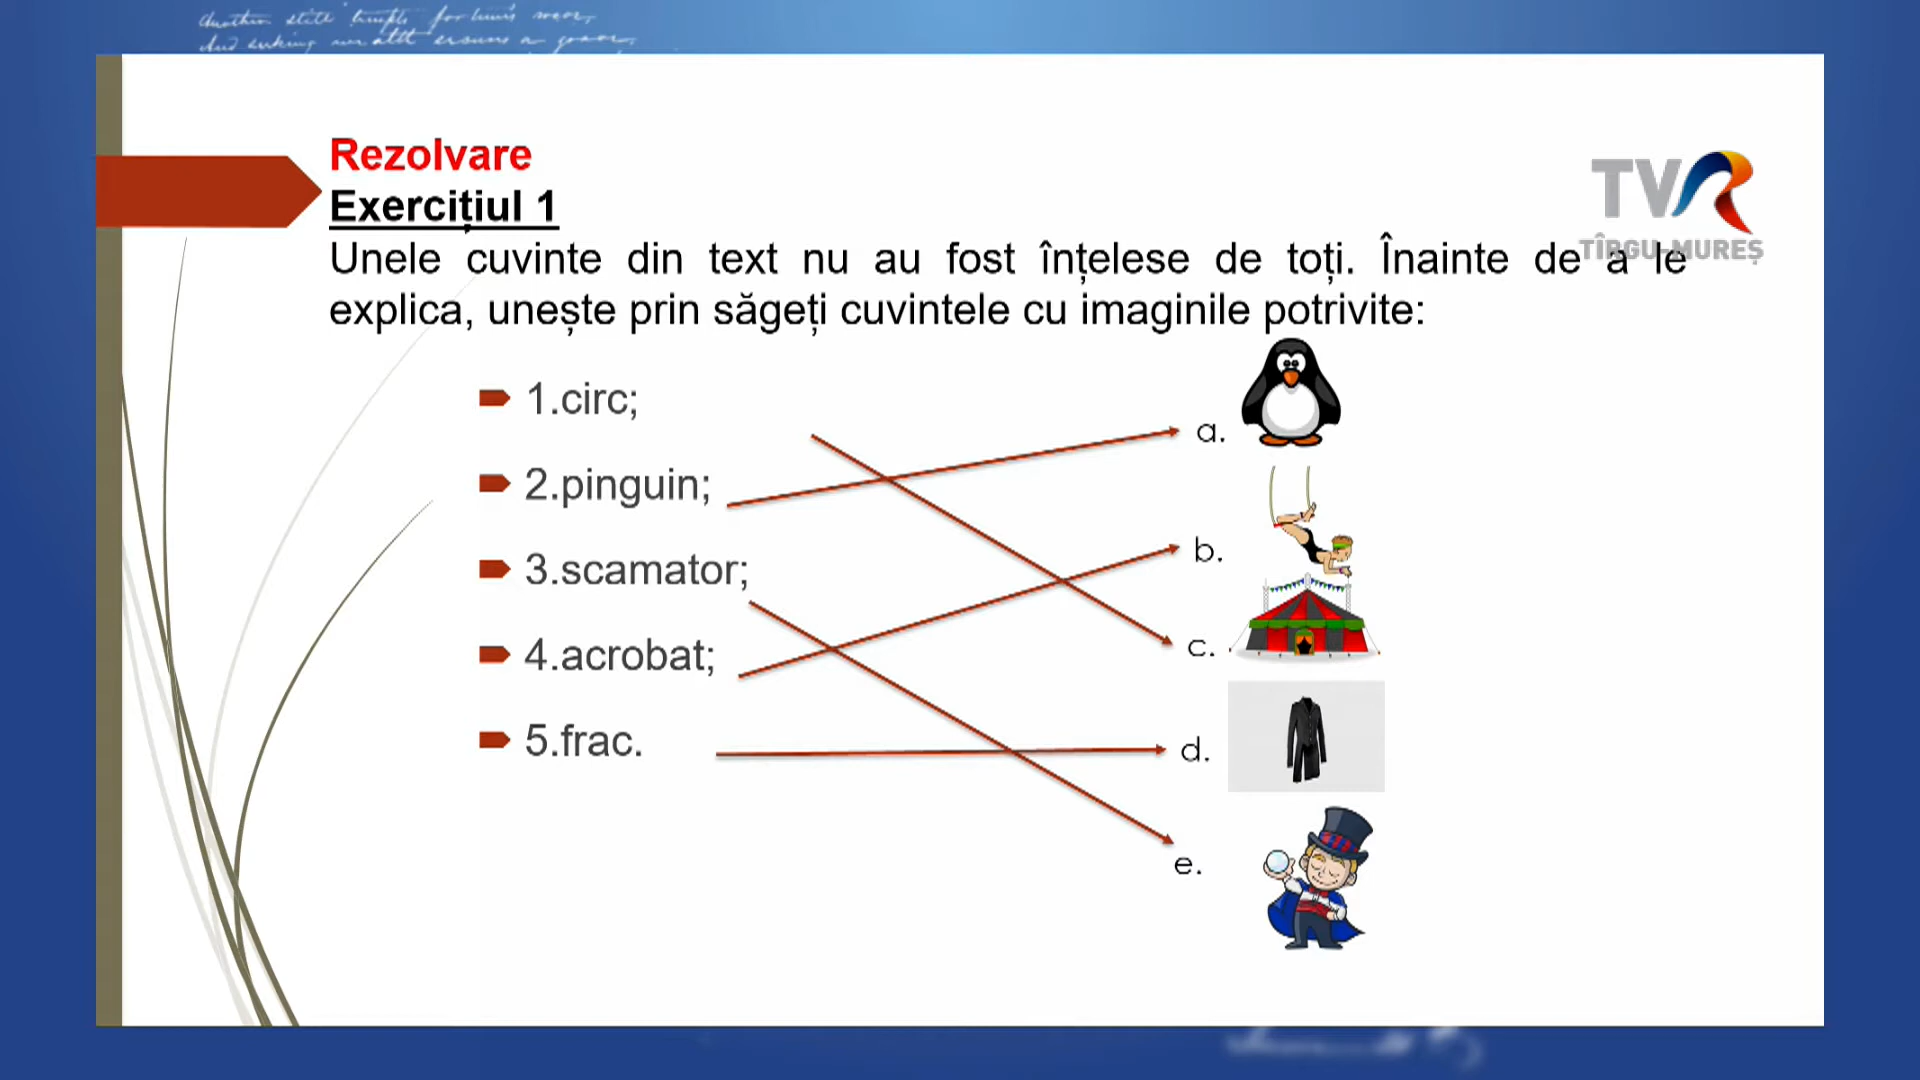 Rezolvare
Exercițiul 1
Unele cuvinte din text nu au fost înțelese de toți. Înainte de a le
explica, unește prin săgeți cuvintele cu imaginile potrivite:
1.circ;
2.pinguin;
3.scamator;
4.acrobat;
5.frac.
a.
b.
c.
d.
e.
TVR
TÎRGU-MUREȘ